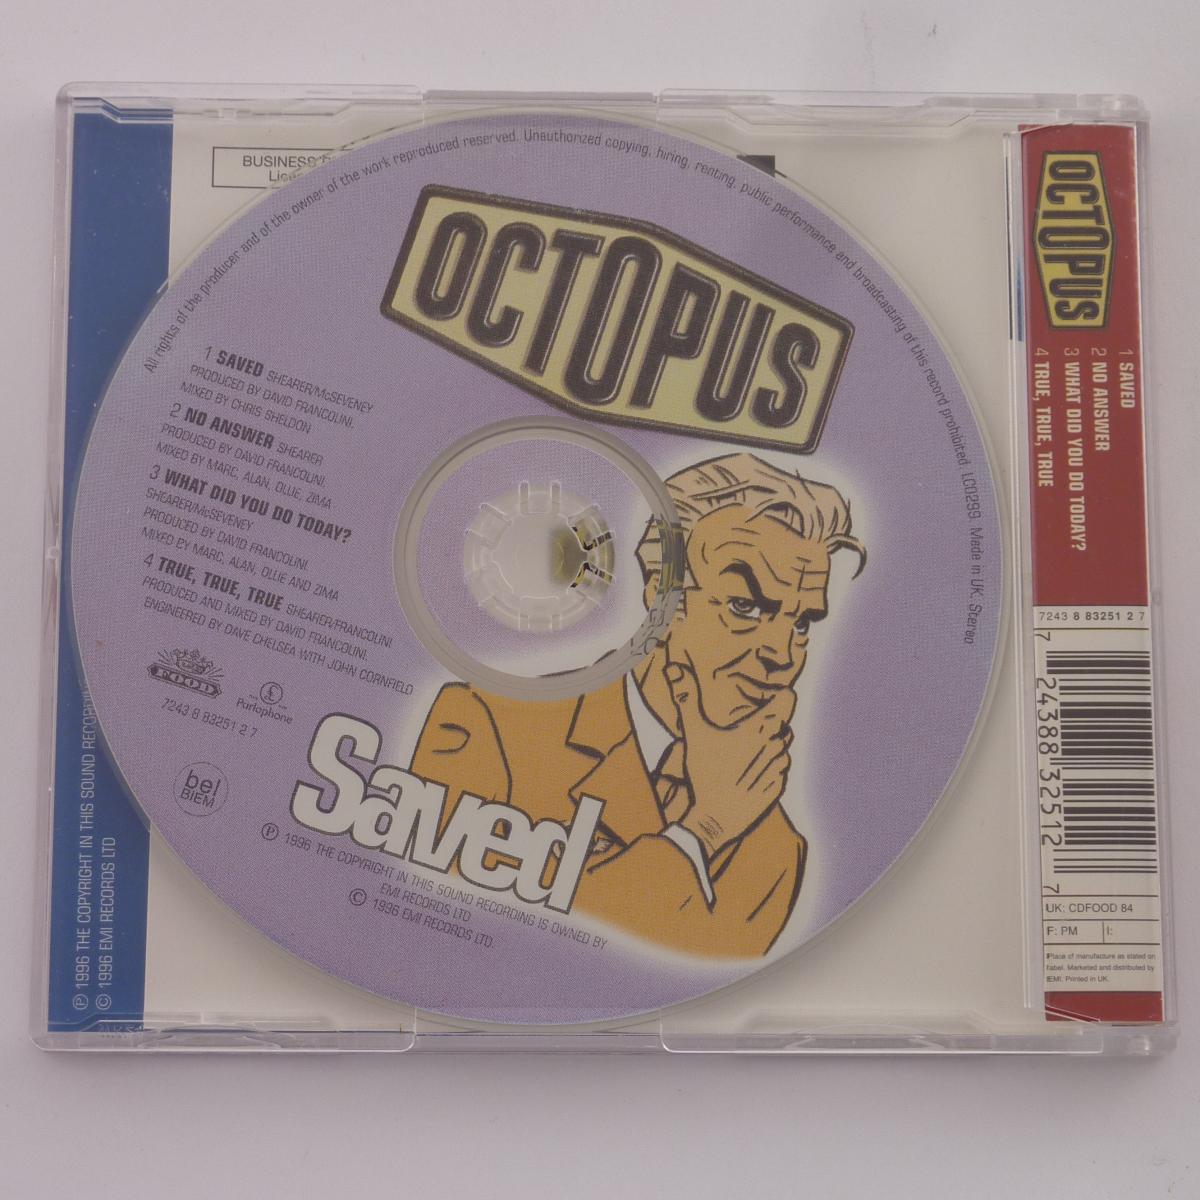 BUSINESS
All rights of the producer and of the owner of the work reproduced reserved. Unauthorized copying, hiring, renting, public performance and broadcasting of this record prohibited. LC0299. Made in UK. Stereo
OCTOPUS
1 SAVED SHEARER/McSEVENEY
PRODUCED BY DAVID FRANCOLINI.
MIXED BY CHRIS SHELDON
2 NO ANSWER SHEARER
PRODUCED BY DAVID FRANCOLINI.
MIXED BY MARC, ALAN, OLLIE, ZIMA
3 WHAT DID YOU DO TODAY?
SHEARER/McSEVENEY
PRODUCED BY DAVID FRANCOLINI.
MIXED BY MARC, ALAN, OLLIE AND ZIMA
4 TRUE, TRUE, TRUE SHEARER/FRANCOLINI
PRODUCED AND MIXED BY DAVID FRANCOLINI.
ENGINEERED BY DAVE CHELSEA WITH JOHN CORNFIELD
FOOD
£
Parlophone
7243 8 83251 2 7
bel
BIEM
Saved
Ⓟ 1996 THE COPYRIGHT IN THIS SOUND RECORDING IS OWNED BY
EMI RECORDS LTD
© 1996 EMI RECORDS LTD.
Ⓟ 1996 THE COPYRIGHT IN THIS SOUND RECORD
© 1996 EMI RECORDS LTD
OCTOPUS
1 SAVED
2 NO ANSWER
3 WHAT DID YOU DO TODAY?
4 TRUE, TRUE, TRUE
7243 8 83251 2 7
7 24388 32512 7
UK: CDFOOD 84
F: PM I:
Place of manufacture as stated on
label. Marketed and distributed by
EMI. Printed in UK.